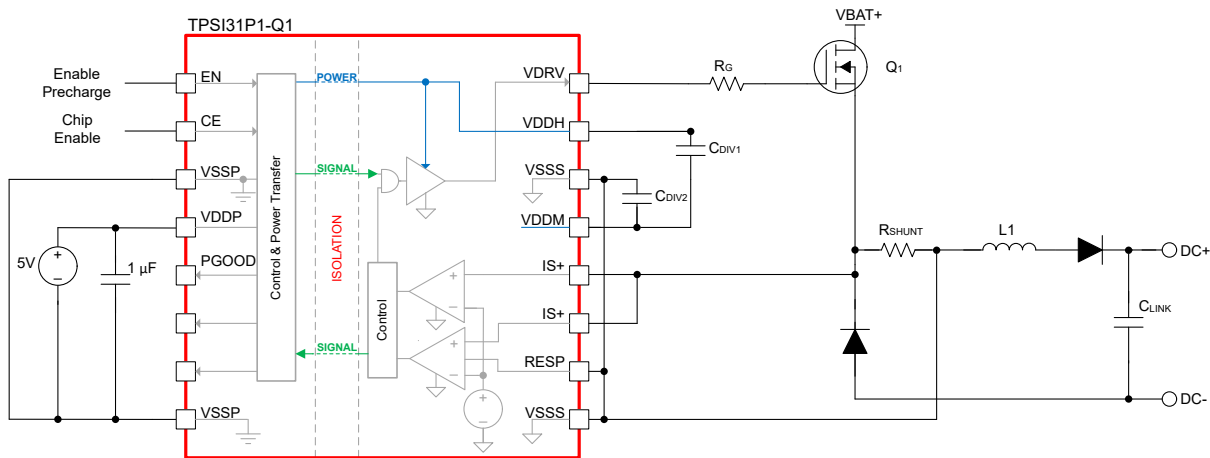 TPSI31P1-Q1
VBAT+
Enable
Precharge
EN
POWER
VDRV
RG
Q1
Chip
Enable
CE
VDDH
CDIV1
VSSP
SIGNAL
VSSS
CDIV2
VDDP
VDDM
5V
1 µF
PGOOD
Control & Power Transfer
ISOLATION
Control
IS+
RSHUNT
L1
DC+
IS+
CLINK
SIGNAL
RESP
VSSP
VSSS
DC-